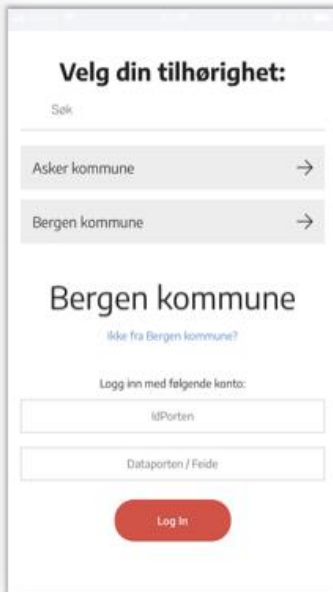 Velg din tilhørighet:
Søk
Asker kommune
Bergen kommune
Bergen kommune
Ikke fra Bergen kommune?
Logg inn med følgende konto:
IdPorten
Dataporten / Feide
Log In